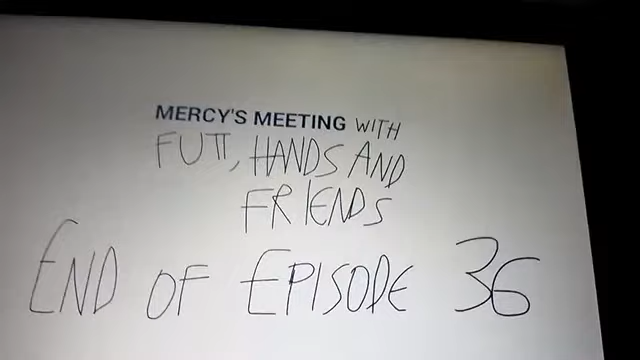 MERCY'S MEETING WITH
FUTT, HANDS AND
FRIENDS
END OF EPISODE 36